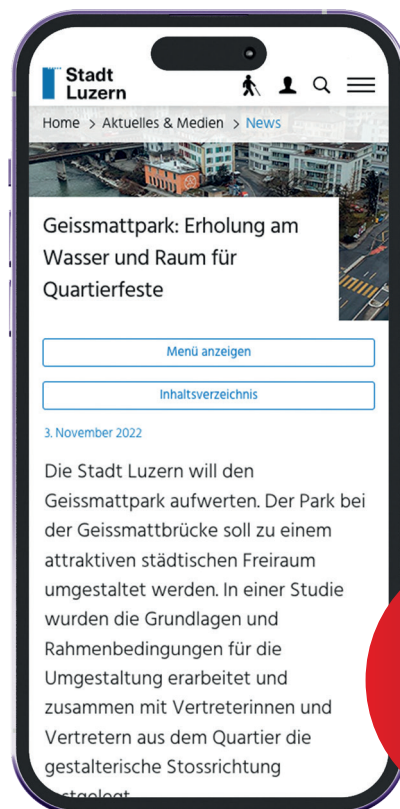 Stadt
Luzern
Home > Aktuelles & Medien > News
Geissmattpark: Erholung am
Wasser und Raum für
Quartierfeste
Menü anzeigen
Inhaltsverzeichnis
3. November 2022
Die Stadt Luzern will den
Geissmattpark aufwerten. Der Park bei
der Geissmattbrücke soll zu einem
attraktiven städtischen Freiraum
umgestaltet werden. In einer Studie
wurden die Grundlagen und
Rahmenbedingungen für die
Umgestaltung erarbeitet und
zusammen mit Vertreterinnen und
Vertretern aus dem Quartier die
gestalterische Stossrichtung